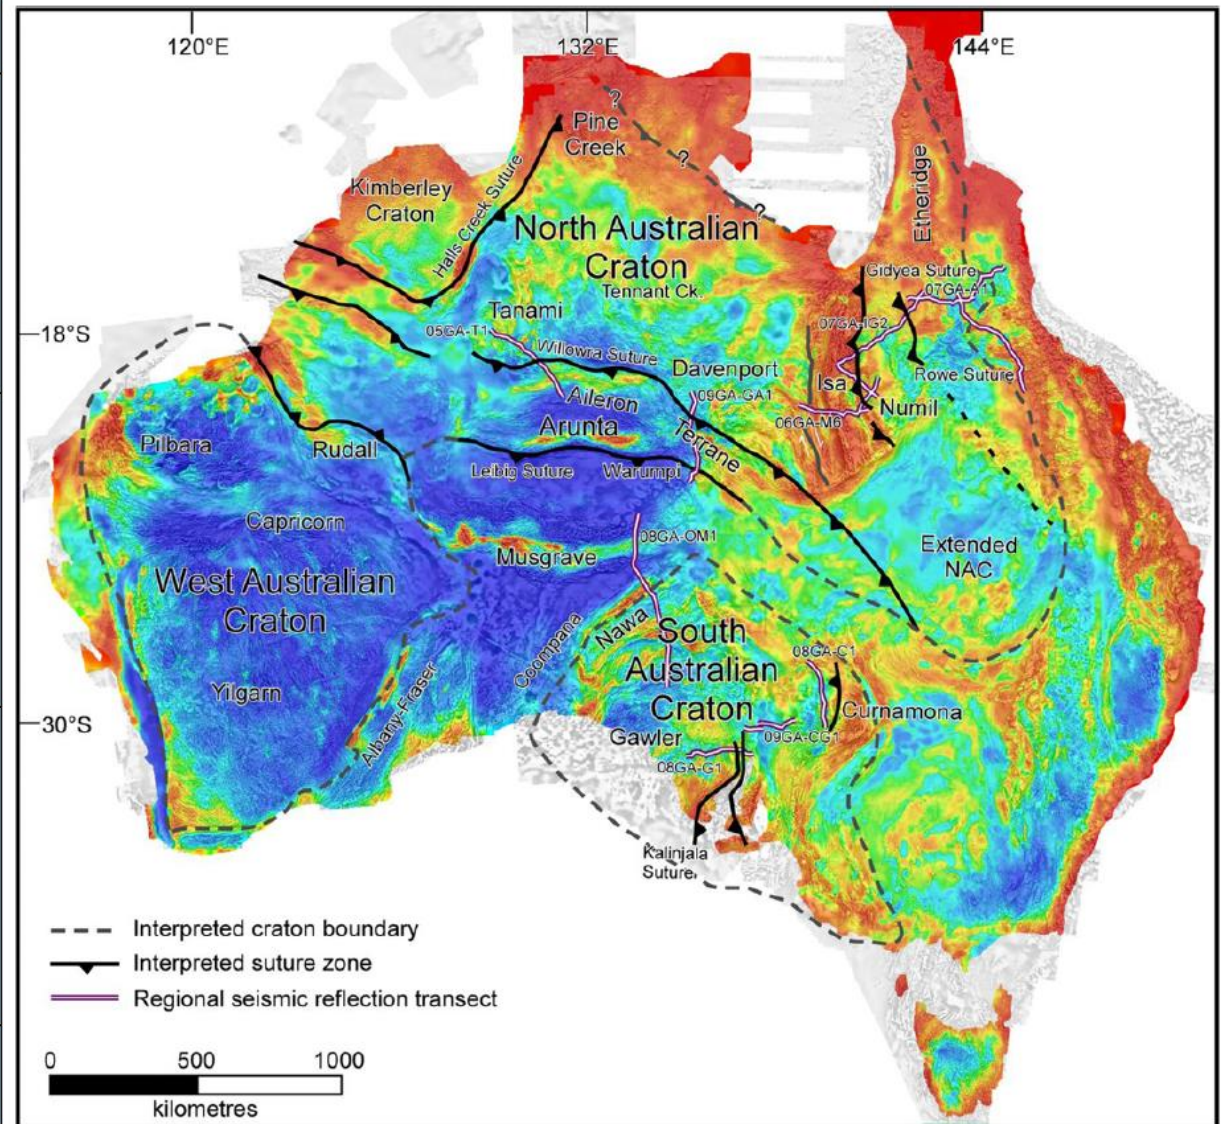 120°E
132°E
144°E
18°S
30°S
?
?
?
Pine
Creek
Kimberley
Craton
Halls Creek Suture
North Australian
Craton
Tennant Ck.
Etheridge
Gidyea Suture
07GA-A1
07GA-IG2
Tanami
05GA-T1
Willowra Suture
Davenport
Rowe Suture
Isa
Numil
09GA-GA1
06GA-M6
Aileron
Arunta
Terrane
Pilbara
Rudall
Leibig Suture
Warumpi
Capricorn
08GA-OM1
Musgrave
Extended
NAC
West Australian
Craton
Coompana
Nawa
South
Australian
Craton
08GA-C1
Yilgarn
Albany-Fraser
Curnamona
Gawler
09GA-CG1
08GA-G1
Kalinjala
Suture
Interpreted craton boundary
Interpreted suture zone
Regional seismic reflection transect
0 500 1000
kilometres